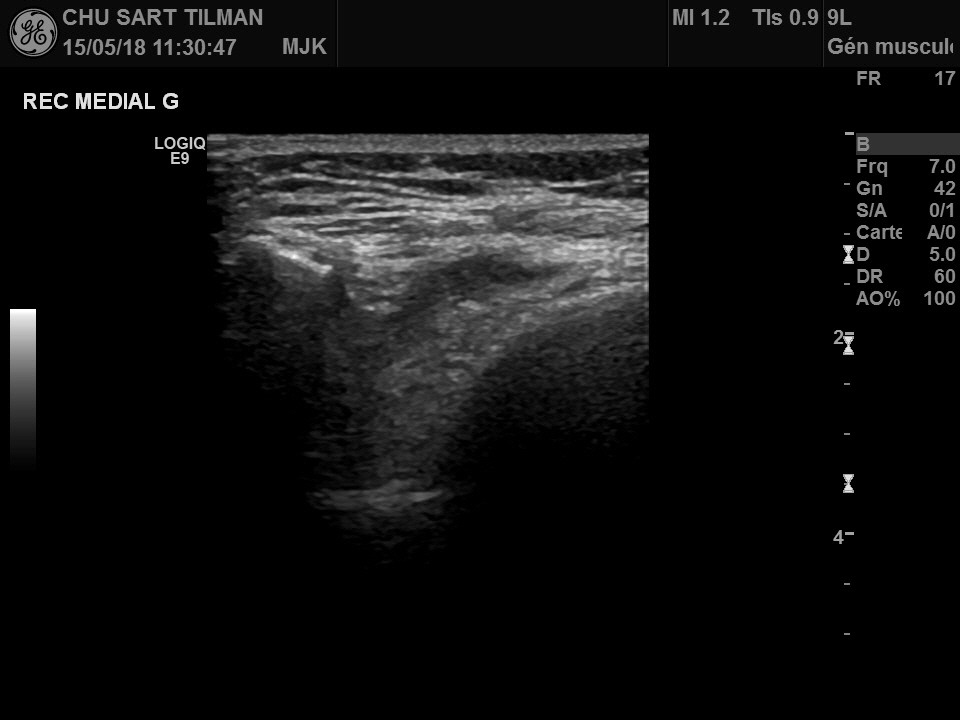 CHU SART TILMAN
15/05/18 11:30:47 MJK
MI 1.2 TIs 0.9
9L
Gén muscul
REC MEDIAL G
LOGIQ
E9
FR 17
B
Frq 7.0
Gn 42
S/A 0/1
Carte A/0
D 5.0
DR 60
AO% 100
2
4